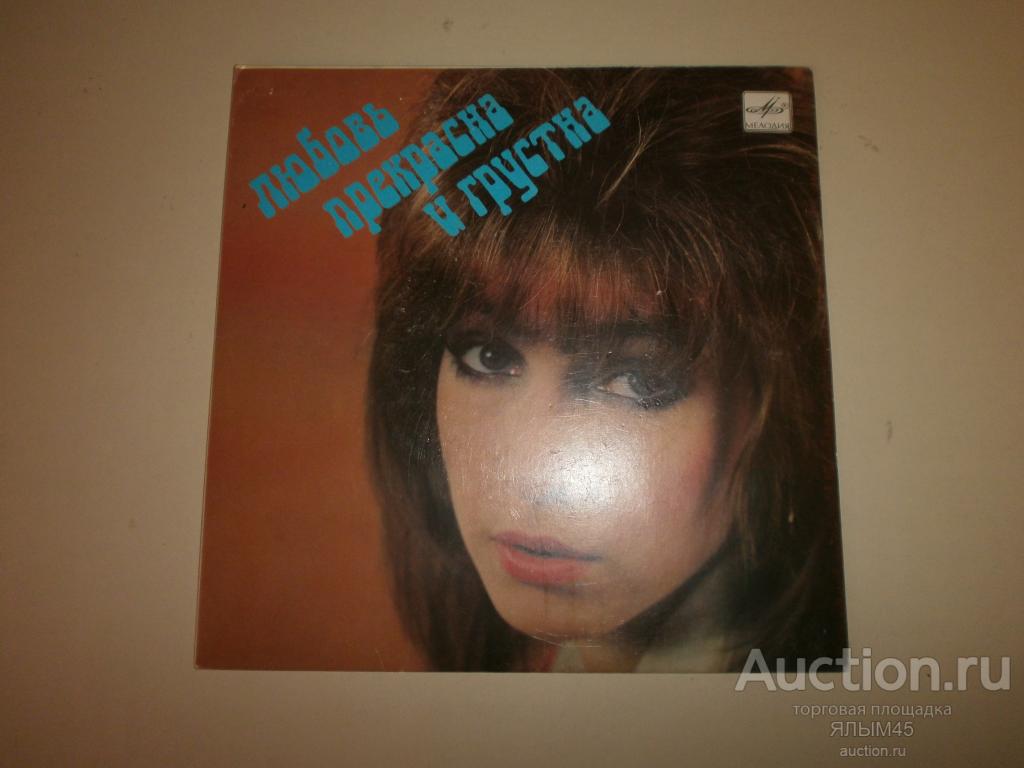 любовь
прекрасна
и грустна
МЕЛОДИЯ
Auction.ru
торговая площадка
ЯЛЫМ45
auction.ru